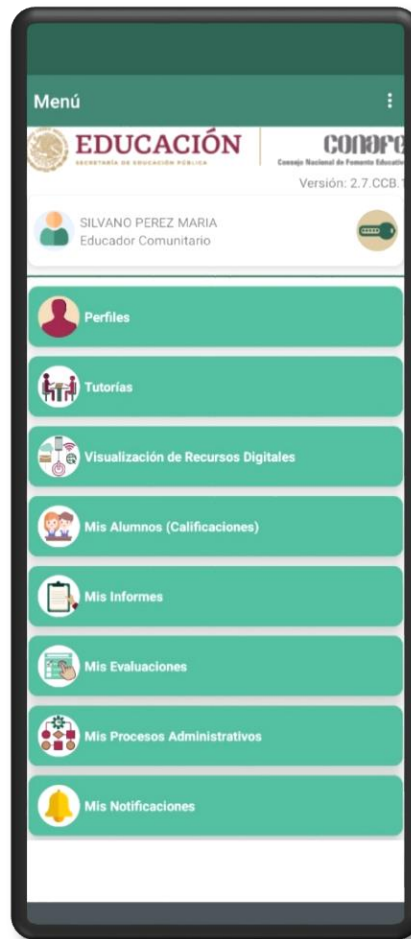 Menú
EDUCACIÓN
SECRETARÍA DE EDUCACIÓN PÚBLICA
CONAFE
Consejo Nacional de Fomento Educativo
Versión: 2.7.CCB.1
SILVANO PEREZ MARIA
Educador Comunitario
Perfiles
Tutorías
Visualización de Recursos Digitales
Mis Alumnos (Calificaciones)
Mis Informes
Mis Evaluaciones
Mis Procesos Administrativos
Mis Notificaciones